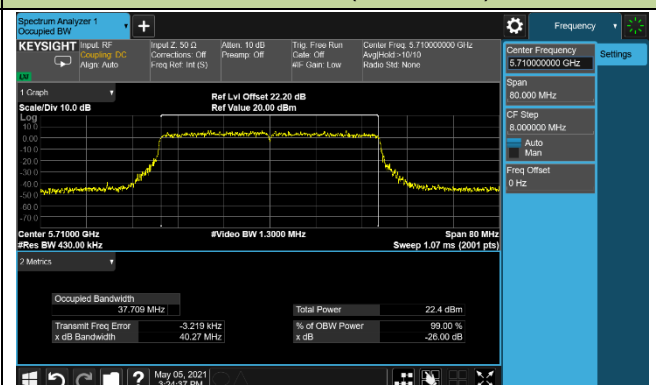 Spectrum Analyzer 1
Occupied BW
Frequency
KEYSIGHT
Input: RF
Coupling: DC
Align: Auto
Input Z: 50 Ω
Corrections: Off
Freq Ref: Int (S)
Atten: 10 dB
Preamp: Off
Trig: Free Run
Gate: Off
#IF Gain: Low
Center Freq: 5.710000000 GHz
Avg|Hold:>10/10
Radio Std: None
LVI
Center Frequency
5.710000000 GHz
Settings
Span
80.000 MHz
CF Step
8.000000 MHz
Auto
Man
Freq Offset
0 Hz
1 Graph
Scale/Div 10.0 dB
Ref Lvl Offset 22.20 dB
Ref Value 20.00 dBm
Log
10.0
0.00
-10.0
-20.0
-30.0
-40.0
-50.0
-60.0
-70.0
Center 5.71000 GHz
#Res BW 430.00 kHz
#Video BW 1.3000 MHz
Span 80 MHz
Sweep 1.07 ms (2001 pts)
2 Metrics
Occupied Bandwidth
37.709 MHz
Total Power
22.4 dBm
Transmit Freq Error
-3.219 kHz
% of OBW Power
99.00 %
x dB Bandwidth
40.27 MHz
x dB
-26.00 dB
May 05, 2021
3:24:37 PM